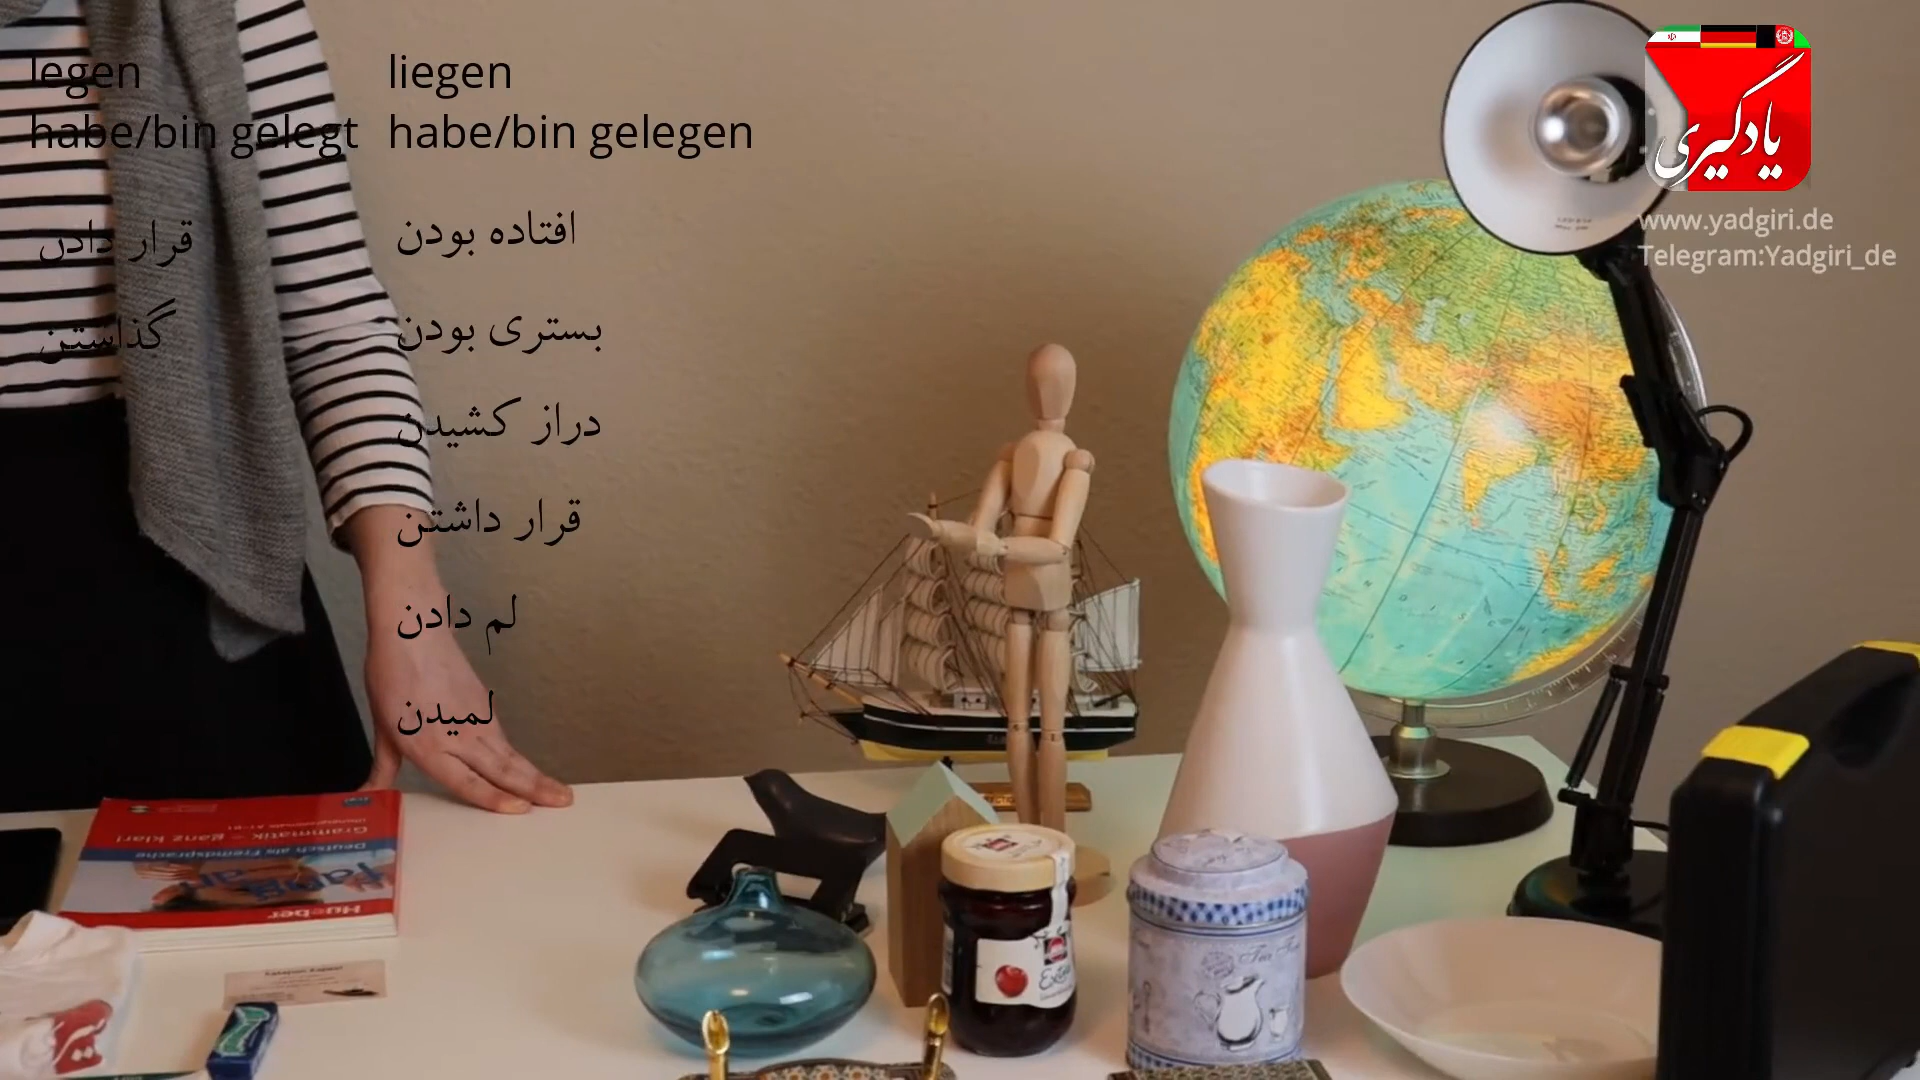 legen
habe/bin gelegt
قرار دادن
گذاشتن
liegen
habe/bin gelegen
افتاده بودن
بستری بودن
دراز کشیدن
قرار داشتن
لم دادن
لمیدن
یادگیری
www.yadgiri.de
Telegram:Yadgiri_de
Grammatik – ganz klar!
Deutsch als Fremdsprache
Hueber
Extra